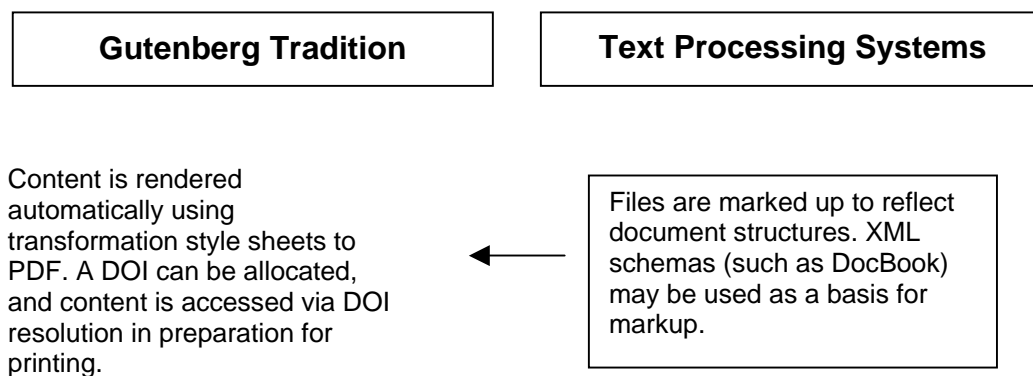 Gutenberg Tradition
Text Processing Systems
Content is rendered
automatically using
transformation style sheets to
PDF. A DOI can be allocated,
and content is accessed via DOI
resolution in preparation for
printing.
Files are marked up to reflect
document structures. XML
schemas (such as DocBook)
may be used as a basis for
markup.